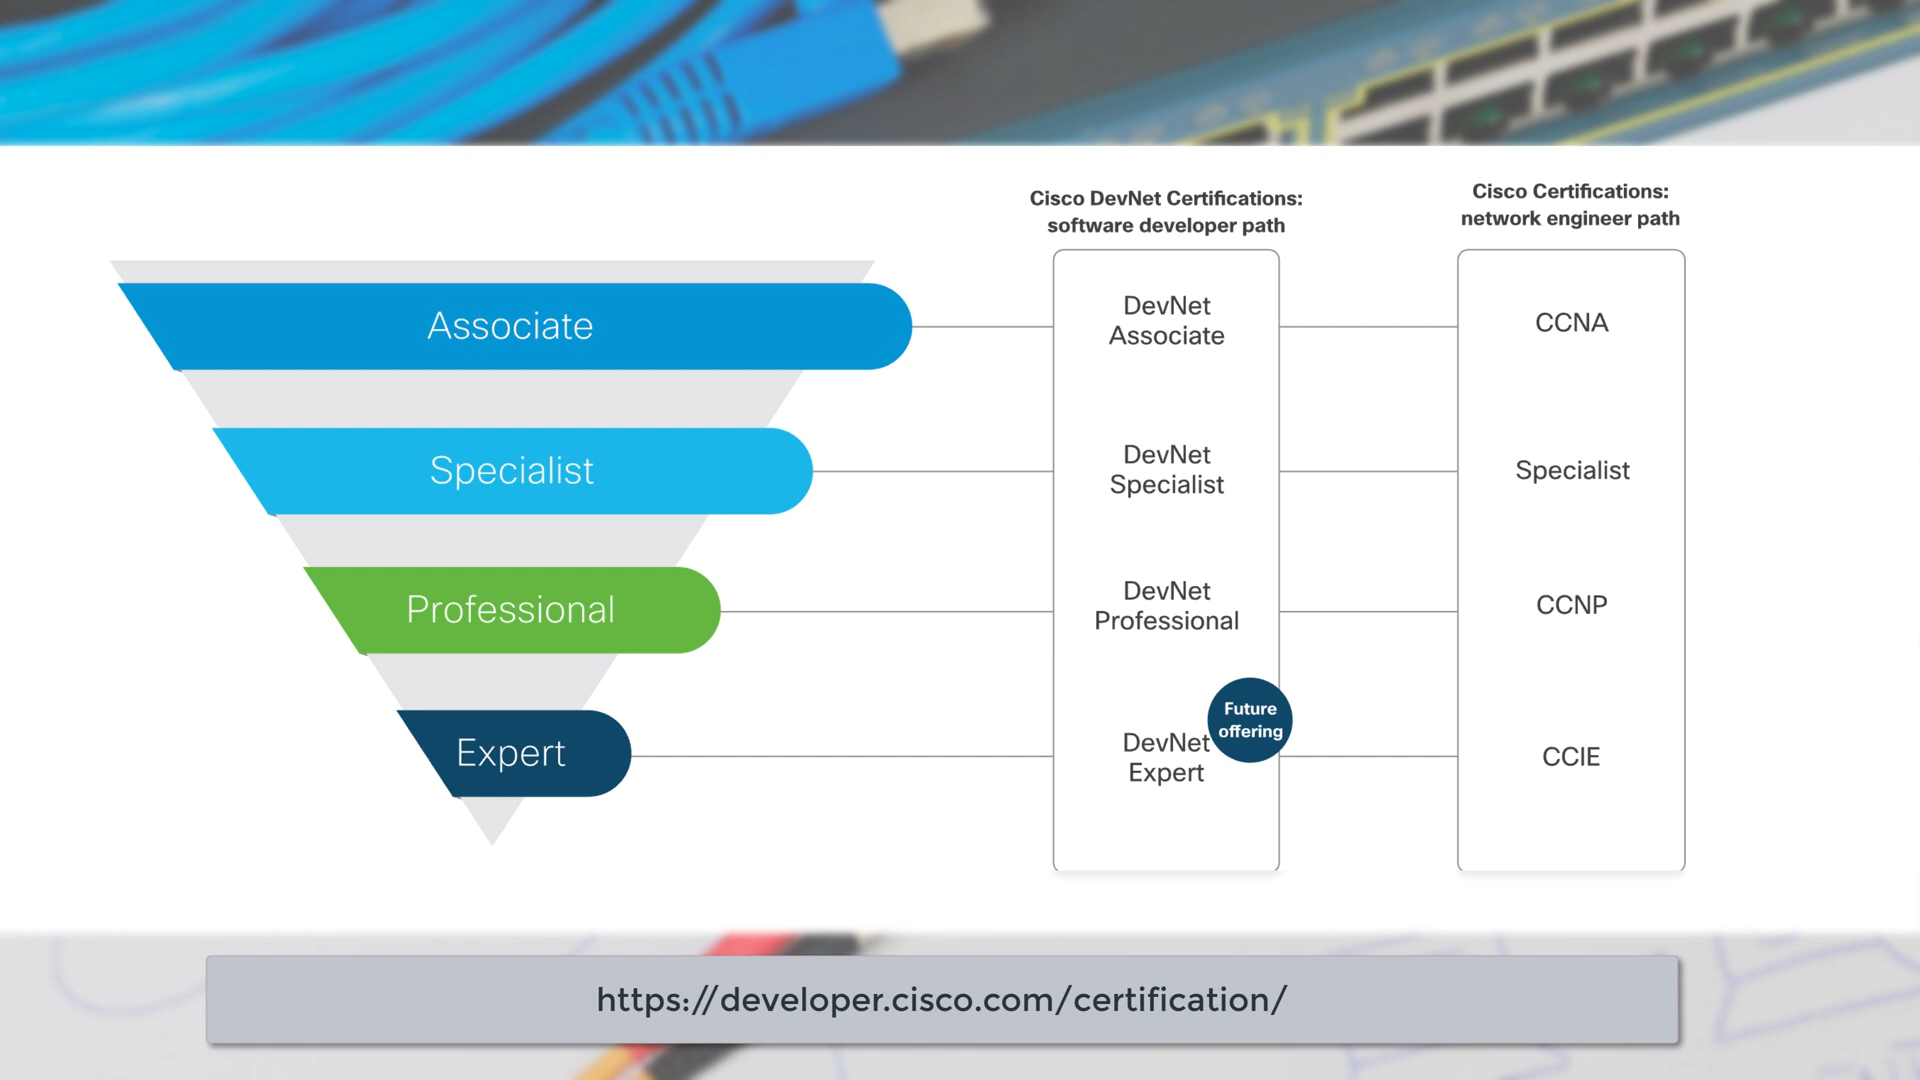 Cisco DevNet Certifications:
software developer path
Cisco Certifications:
network engineer path
Associate
DevNet
Associate
CCNA
Specialist
DevNet
Specialist
Specialist
Professional
DevNet
Professional
CCNP
Future
offering
Expert
DevNet
Expert
CCIE
https://developer.cisco.com/certification/